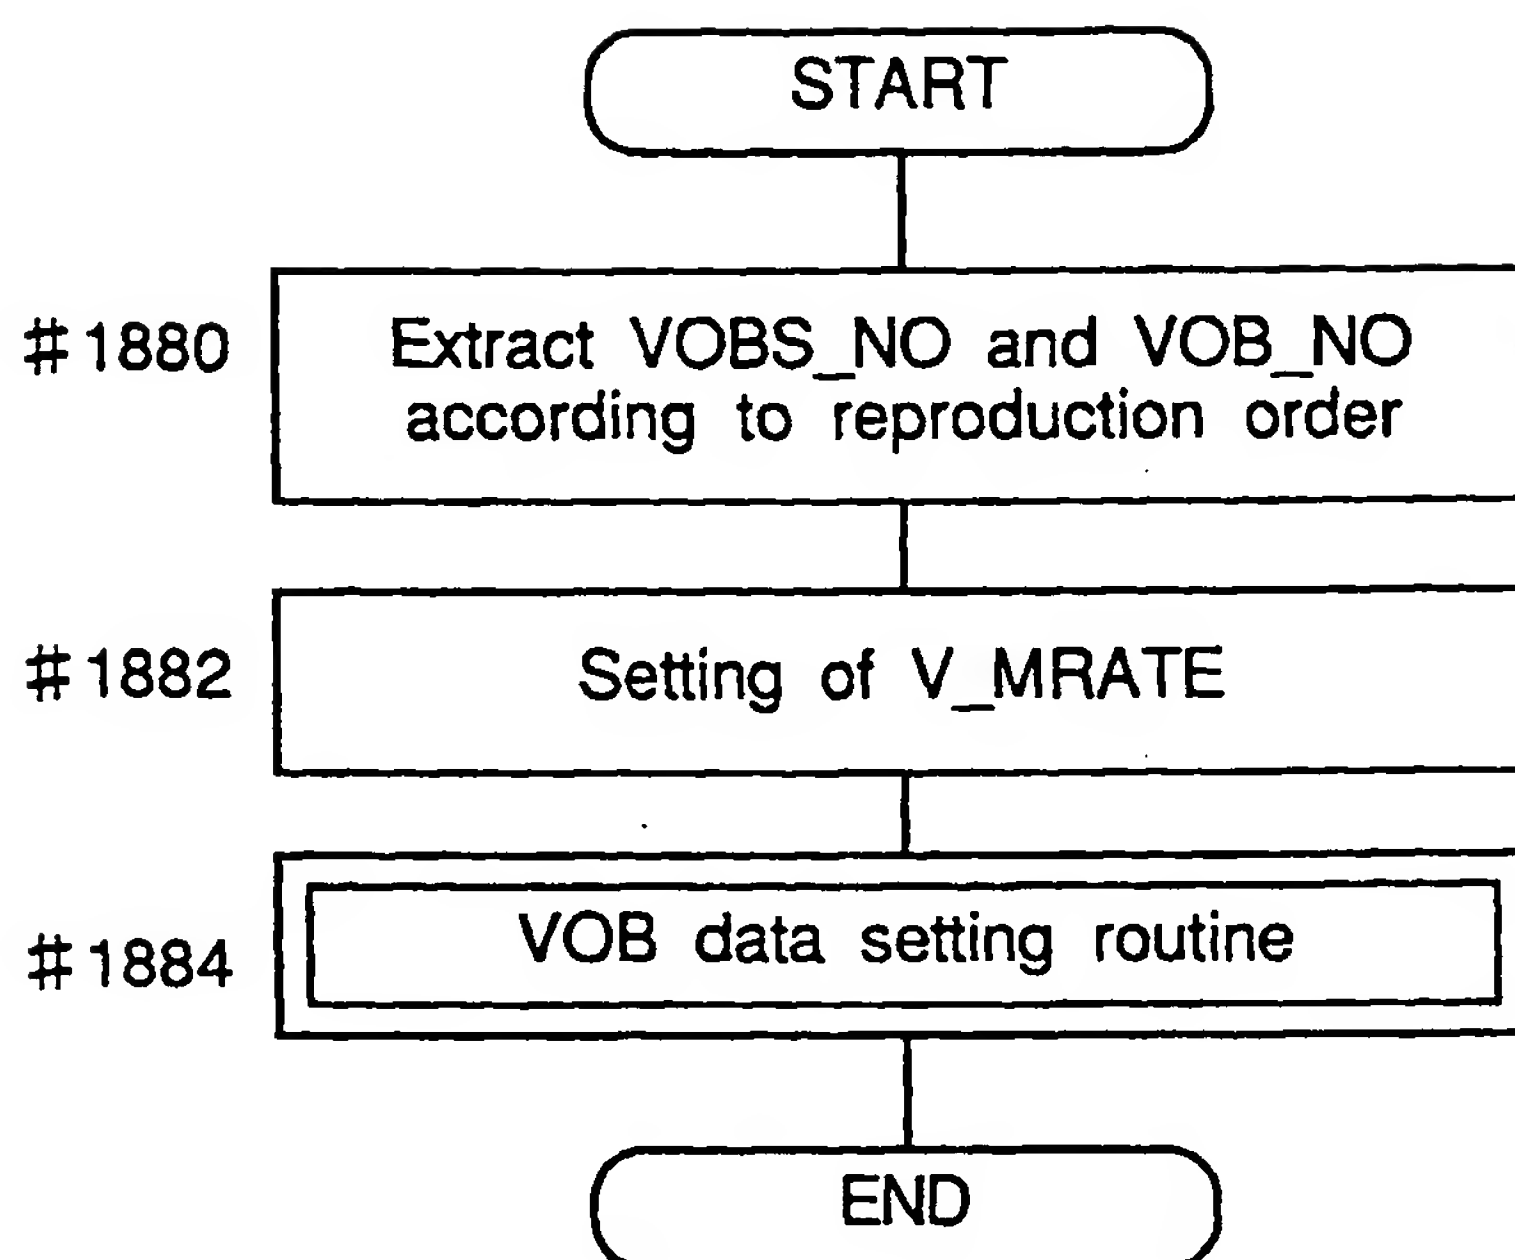 START
#1880
Extract VOBS_NO and VOB_NO
according to reproduction order
#1882
Setting of V_MRATE
#1884
VOB data setting routine
END